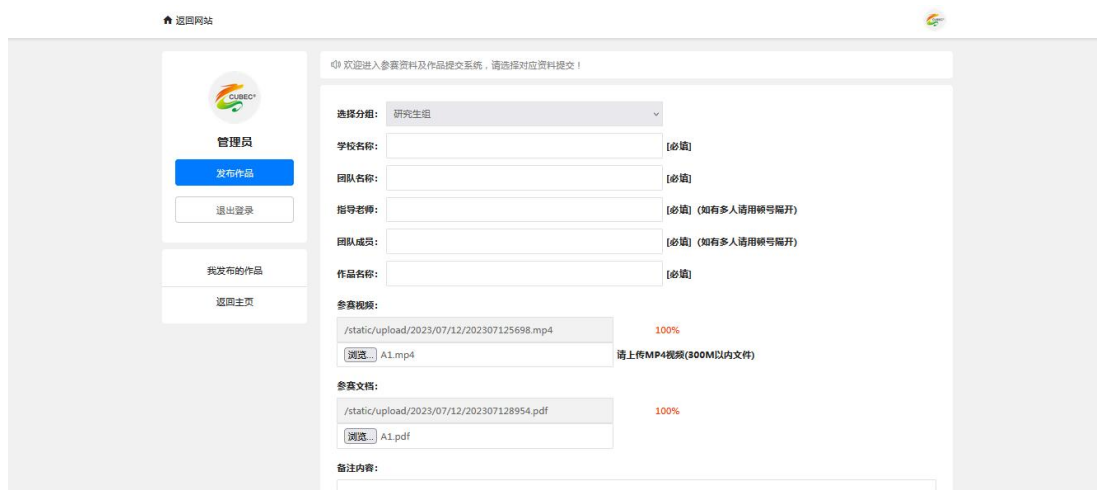 返回网站
欢迎进入参赛资料及作品提交系统，请选择对应资料提交！
CUBEC+
管理员
发布作品
退出登录
我发布的作品
返回主页
选择分组： 研究生组
学校名称： [必填]
团队名称： [必填]
指导老师： [必填]（如有多人请用顿号隔开）
团队成员： [必填]（如有多人请用顿号隔开）
作品名称： [必填]
参赛视频：
/static/upload/2023/07/12/202307125698.mp4 100%
浏览... A1.mp4 请上传MP4视频(300M以内文件)
参赛文档：
/static/upload/2023/07/12/202307128954.pdf 100%
浏览... A1.pdf
备注内容：